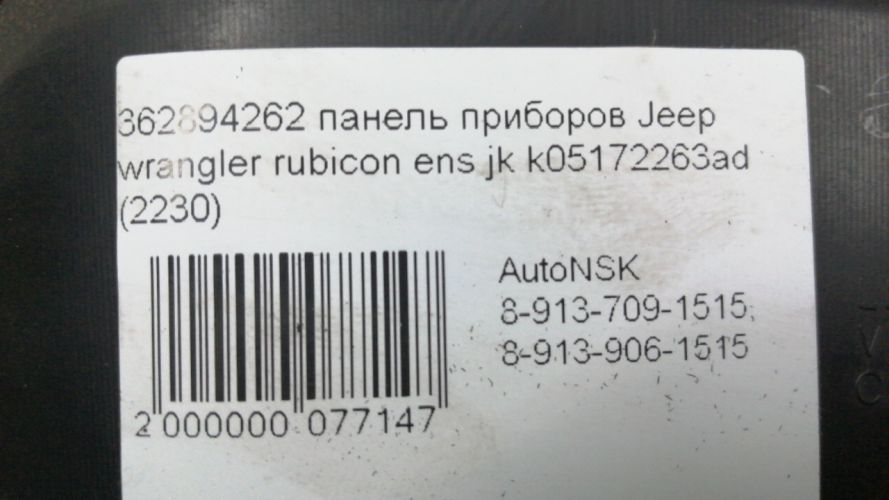 362894262 панель приборов Jeep
wrangler rubicon ens jk k05172263ad
(2230)
AutoNSK
8-913-709-1515,
8-913-906-1515
2 000000 077147